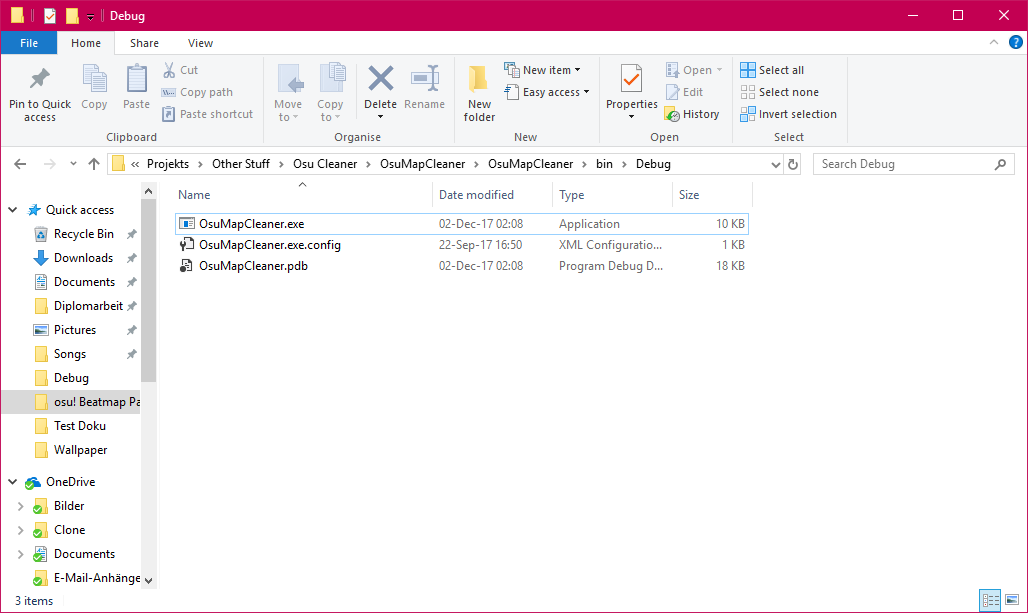 Debug
File Home Share View
Pin to Quick access
Copy
Paste
Cut
Copy path
Paste shortcut
Clipboard
Move to
Copy to
Delete
Rename
Organise
New folder
New item
Easy access
New
Properties
Open
Edit
History
Open
Select all
Select none
Invert selection
Select
« Projekts > Other Stuff > Osu Cleaner > OsuMapCleaner > OsuMapCleaner > bin > Debug
Search Debug
Name Date modified Type Size
OsuMapCleaner.exe 02-Dec-17 02:08 Application 10 KB
OsuMapCleaner.exe.config 22-Sep-17 16:50 XML Configuratio... 1 KB
OsuMapCleaner.pdb 02-Dec-17 02:08 Program Debug D... 18 KB
Quick access
Recycle Bin
Downloads
Documents
Diplomarbeit
Pictures
Songs
Debug
osu! Beatmap Pa
Test Doku
Wallpaper
OneDrive
Bilder
Clone
Documents
E-Mail-Anhänge
3 items